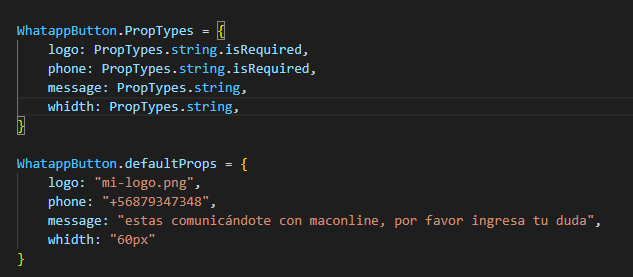 WhatappButton.PropTypes = {
    logo: PropTypes.string.isRequired,
    phone: PropTypes.string.isRequired,
    message: PropTypes.string,
    whidth: PropTypes.string,
}
WhatappButton.defaultProps = {
    logo: "mi-logo.png",
    phone: "+56879347348",
    message: "estas comunicándote con maconline, por favor ingresa tu duda",
    whidth: "60px"
}